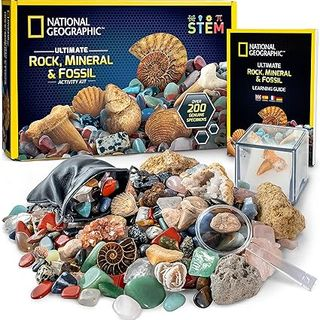 NATIONAL
GEOGRAPHIC
ULTIMATE
ROCK, MINERAL
& FOSSIL
ACTIVITY KIT
STEM
OVER
200
GENUINE
SPECIMENS
NATIONAL
GEOGRAPHIC
ULTIMATE
ROCK, MINERAL
& FOSSIL
LEARNING GUIDE